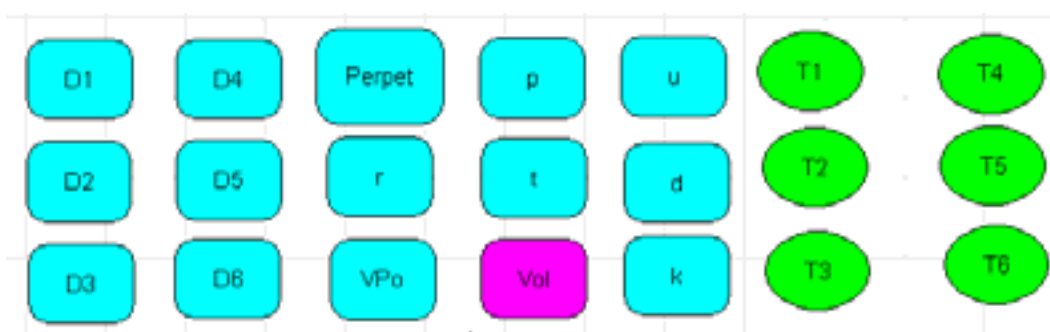 D1 D4 Perpet p u T1 T4
D2 D5 r t d T2 T5
D3 D6 VPo Vol k T3 T6